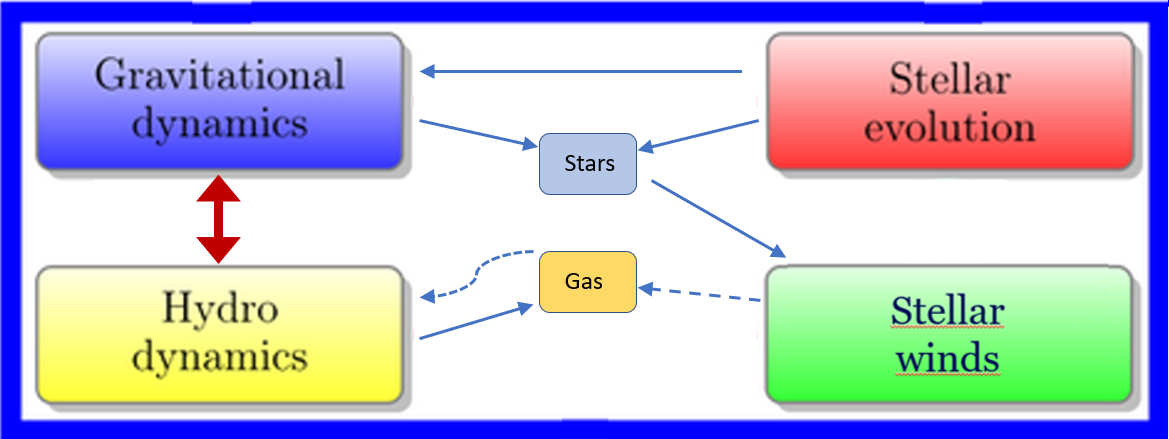 Gravitational
dynamics
Stellar
evolution
Stars
Hydro
dynamics
Gas
Stellar
winds